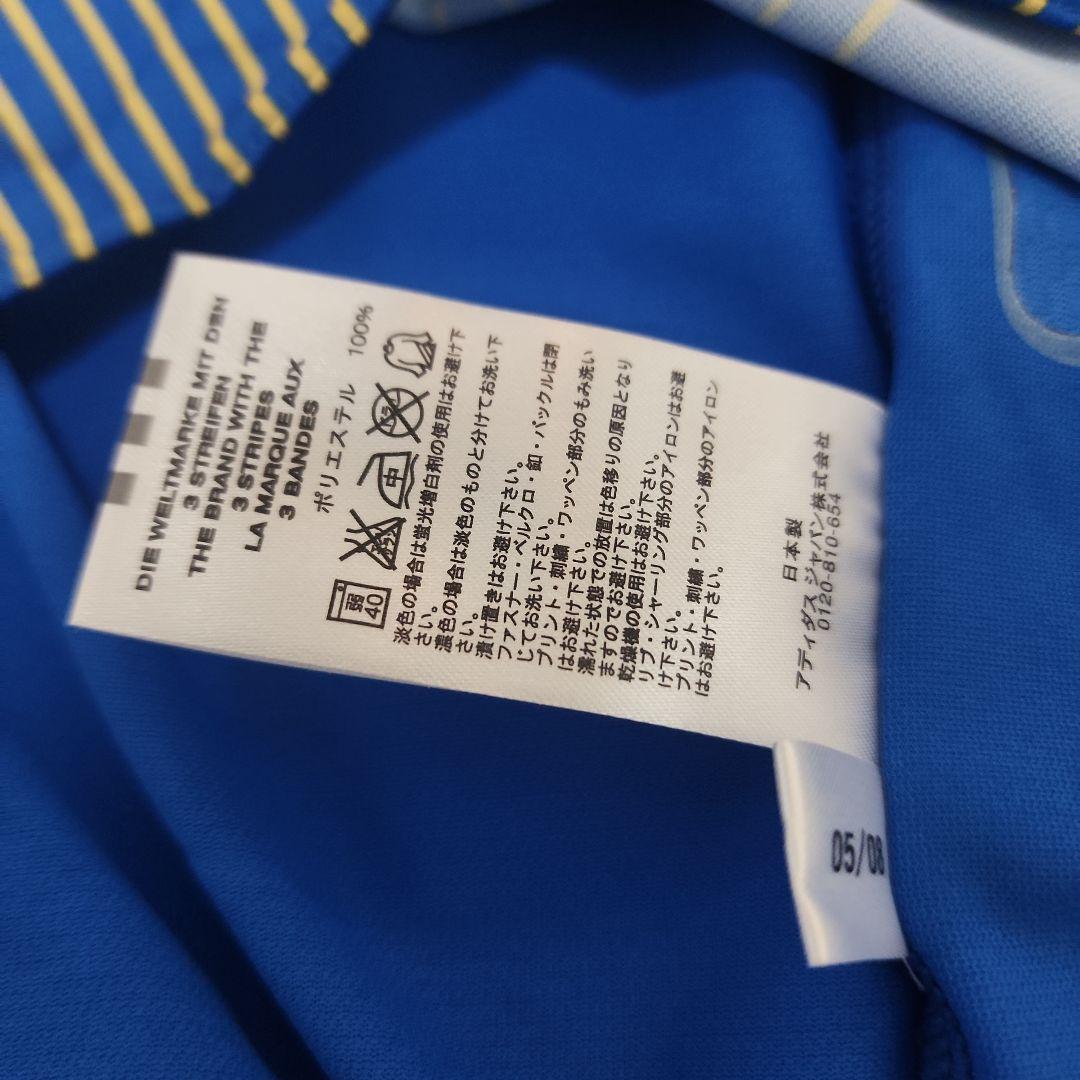 DIE WELTMARKE MIT DEN
3 STREIFEN
THE BRAND WITH THE
3 STRIPES
LA MARQUE AUX
3 BANDES
ポリエステル 100%
弱
40
中
淡色の場合は蛍光増白剤の使用はお避け下
さい。
濃色の場合は淡色のものと分けてお洗い下
さい。
漬け置きはお避け下さい。
ファスナー・ベルクロ・釦・バックルは閉
じてお洗い下さい。
プリント・刺繍・ワッペン部分のもみ洗い
はお避け下さい。
濡れた状態での放置は色移りの原因となり
ますのでお避け下さい。
乾燥機の使用はお避け下さい。
リブ・シャーリング部分のアイロンはお避
け下さい。
プリント・刺繍・ワッペン部分のアイロン
はお避け下さい。
日本製
アディダス ジャパン株式会社
0120-810-654
05/08